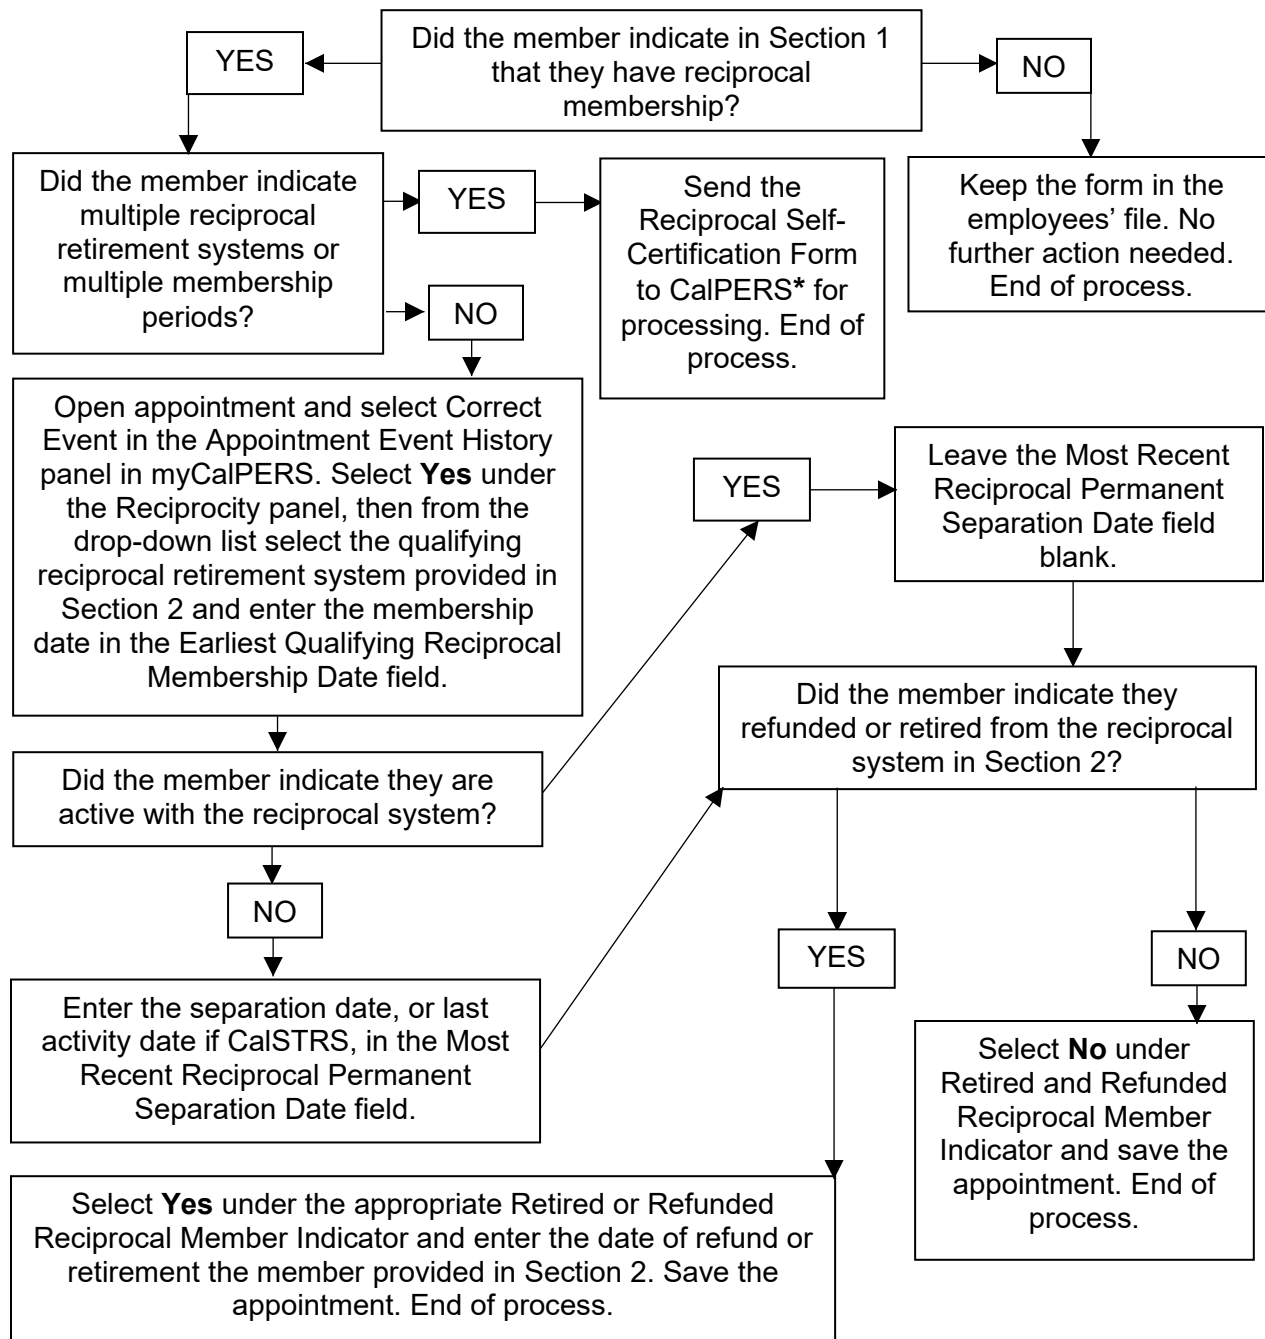 Did the member indicate in Section 1
that they have reciprocal
membership?
YES
NO
Did the member indicate
multiple reciprocal
retirement systems or
multiple membership
periods?
YES
NO
Send the
Reciprocal Self-
Certification Form
to CalPERS* for
processing. End of
process.
Keep the form in the
employees’ file. No
further action needed.
End of process.
Open appointment and select Correct
Event in the Appointment Event History
panel in myCalPERS. Select Yes under
the Reciprocity panel, then from the
drop-down list select the qualifying
reciprocal retirement system provided in
Section 2 and enter the membership
date in the Earliest Qualifying Reciprocal
Membership Date field.
Did the member indicate they are
active with the reciprocal system?
YES
Leave the Most Recent
Reciprocal Permanent
Separation Date field
blank.
NO
Enter the separation date, or last
activity date if CalSTRS, in the Most
Recent Reciprocal Permanent
Separation Date field.
Did the member indicate they
refunded or retired from the reciprocal
system in Section 2?
YES
NO
Select Yes under the appropriate Retired or Refunded
Reciprocal Member Indicator and enter the date of refund or
retirement the member provided in Section 2. Save the
appointment. End of process.
Select No under
Retired and Refunded
Reciprocal Member
Indicator and save the
appointment. End of
process.